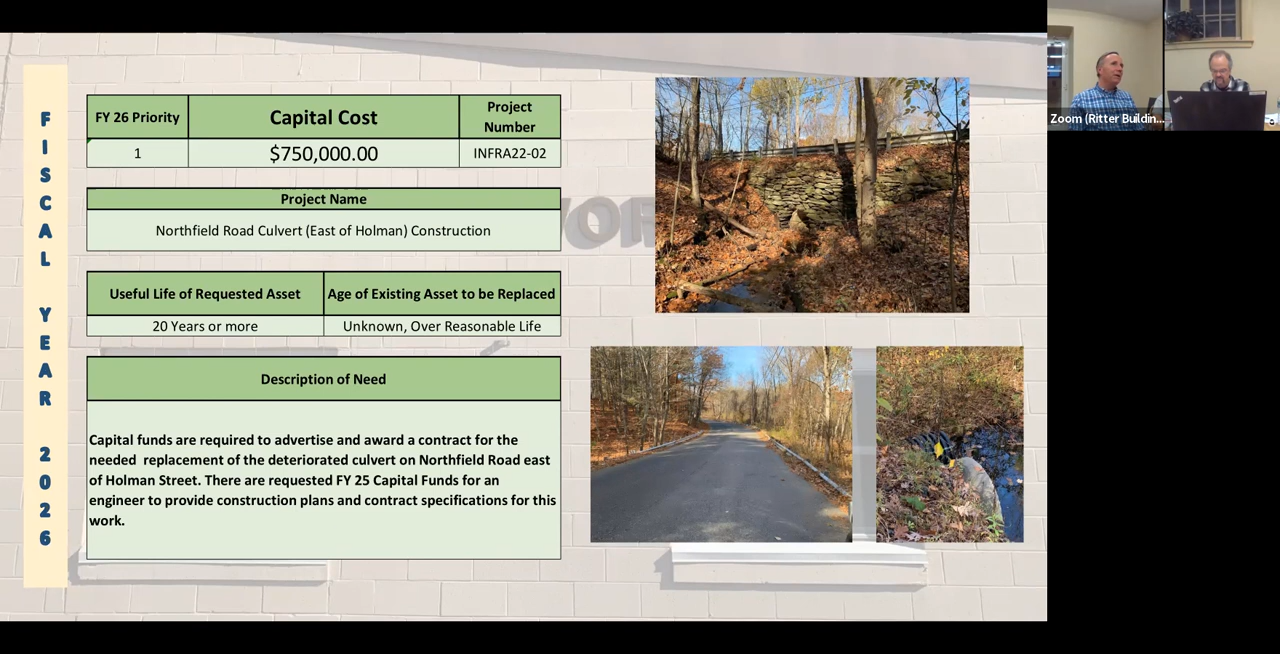 FISCAL YEAR 2026
FY 26 Priority
Capital Cost
Project
Number
1
$750,000.00
INFRA22-02
Project Name
Northfield Road Culvert (East of Holman) Construction
Useful Life of Requested Asset
Age of Existing Asset to be Replaced
20 Years or more
Unknown, Over Reasonable Life
Description of Need
Capital funds are required to advertise and award a contract for the
needed replacement of the deteriorated culvert on Northfield Road east
of Holman Street. There are requested FY 25 Capital Funds for an
engineer to provide construction plans and contract specifications for this
work.
Zoom (Ritter Buildin...